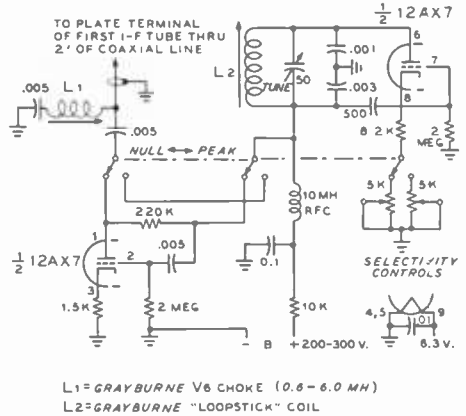 TO PLATE TERMINAL
OF FIRST I-F TUBE THRU
2' OF COAXIAL LINE
1/2 12AX7
6
7
8
L2
TUNE
50
.001
.003
500
.005
L1
.005
8 2K
2 MEG
NULL ↔ PEAK
5K
5K
SELECTIVITY CONTROLS
220K
10 MH
RFC
1/2 12AX7
1
2
3
.005
0.1
1.5K
2 MEG
10K
4,5
9
.01
6.3 V.
- B + 200-300 V.
L1=GRAYBURNE V6 CHOKE (0.6-6.0 MH)
L2=GRAYBURNE "LOOPSTICK" COIL